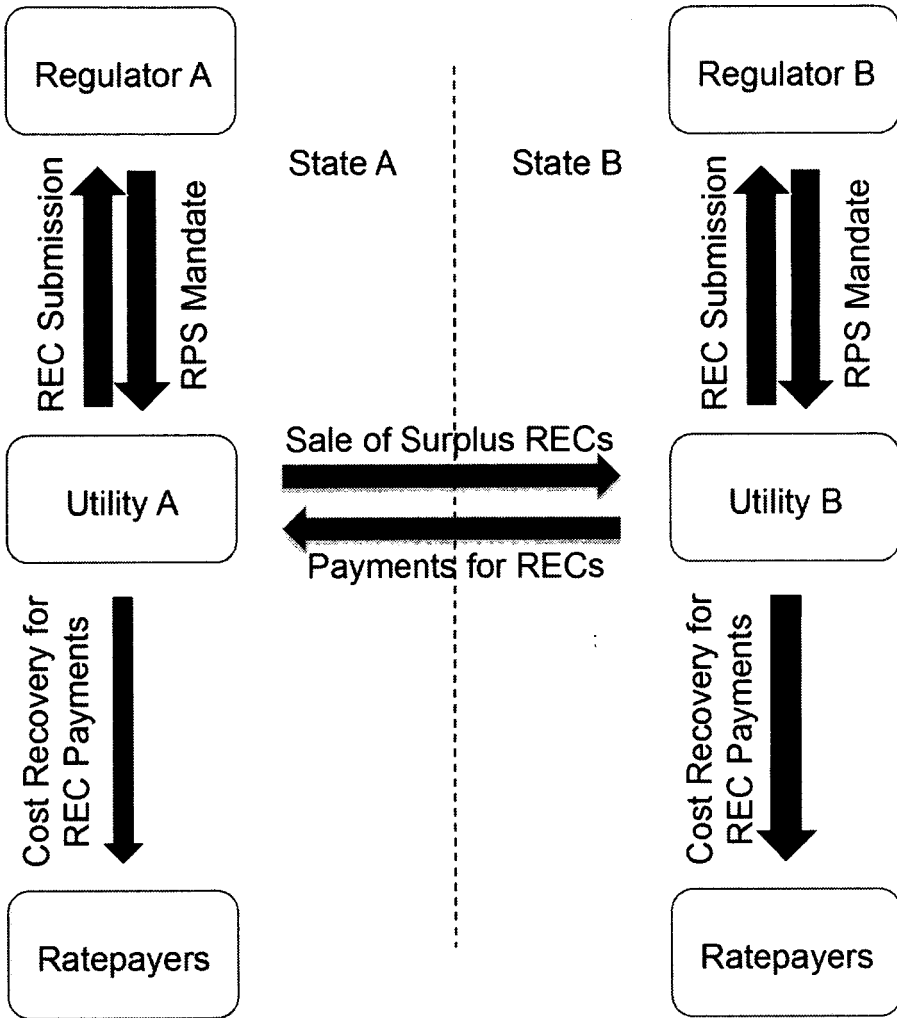 Regulator A
Regulator B
State A
State B
REC Submission
RPS Mandate
REC Submission
RPS Mandate
Sale of Surplus RECs
Utility A
Utility B
Payments for RECs
Cost Recovery for
REC Payments
Cost Recovery for
REC Payments
Ratepayers
Ratepayers